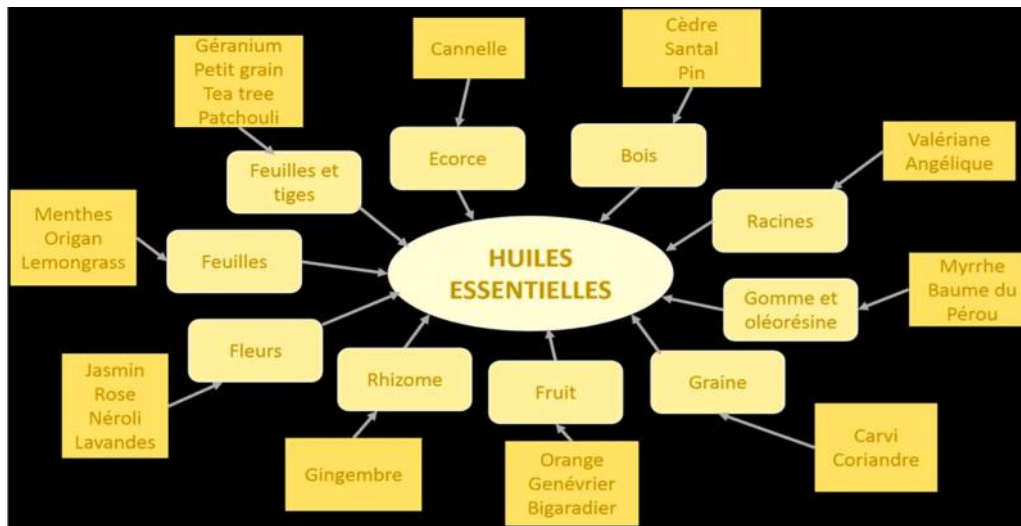 Géranium
Petit grain
Tea tree
Patchouli
Cannelle
Cèdre
Santal
Pin
Feuilles et
tiges
Ecorce
Bois
Valériane
Angélique
Menthes
Origan
Lemongrass
Feuilles
Racines
HUILES
ESSENTIELLES
Gomme et
oléorésine
Myrrhe
Baume du
Pérou
Fleurs
Rhizome
Fruit
Graine
Jasmin
Rose
Néroli
Lavandes
Gingembre
Orange
Genévrier
Bigaradier
Carvi
Coriandre